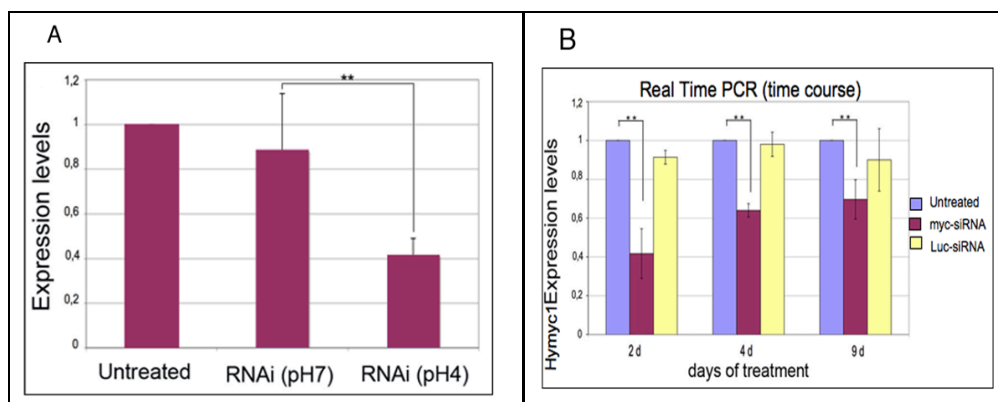 A
1,2
**
1
0,8
0,6
0,4
0,2
0
Expression levels
Untreated RNAi (pH7) RNAi (pH4)
B
Real Time PCR (time course)
1,2
** ** **
1
0,8
0,6
0,4
0,2
0
Hymyc1Expression levels
2 d 4 d 9 d
days of treatment
Untreated
myc-siRNA
Luc-siRNA